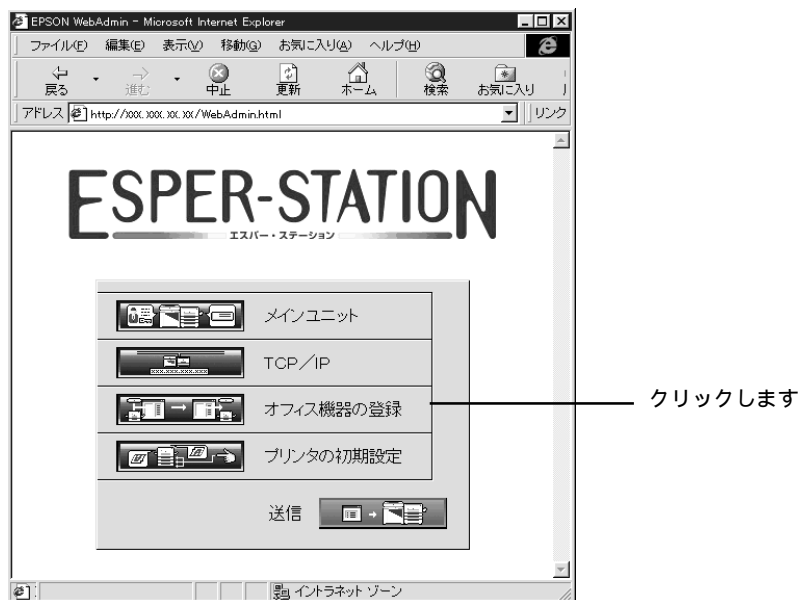 EPSON WebAdmin - Microsoft Internet Explorer
ファイル(F) 編集(E) 表示(V) 移動(G) お気に入り(A) ヘルプ(H)
戻る 進む 中止 更新 ホーム 検索 お気に入り
アドレス http://xxx.xxx.xx.xx/WebAdmin.html リンク
ESPER-STATION
エスパー・ステーション
メインユニット
xxx.xxx.xxx.xxx
TCP/IP
オフィス機器の登録
クリックします
プリンタの初期設定
送信
イントラネット ゾーン